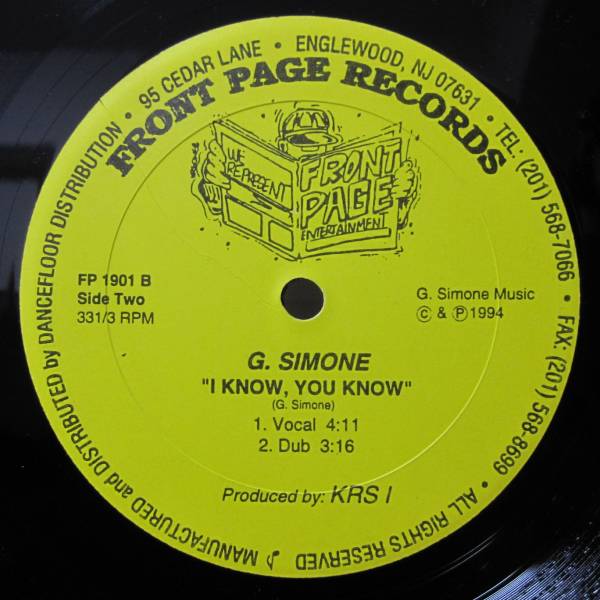 MANUFACTURED and DISTRIBUTED by DANCEFLOOR DISTRIBUTION • 95 CEDAR LANE • ENGLEWOOD, NJ 07631 • TEL: (201) 568-7066 • FAX: (201) 568-8699 • ALL RIGHTS RESERVED ♪
FRONT PAGE RECORDS
WE REPRESENT
FRONT
PAGE
ENTERTAINMENT
FP 1901 B
Side Two
331/3 RPM
G. Simone Music
© & ℗ 1994
G. SIMONE
"I KNOW, YOU KNOW"
(G. Simone)
1. Vocal 4:11
2. Dub 3:16
Produced by: KRS I